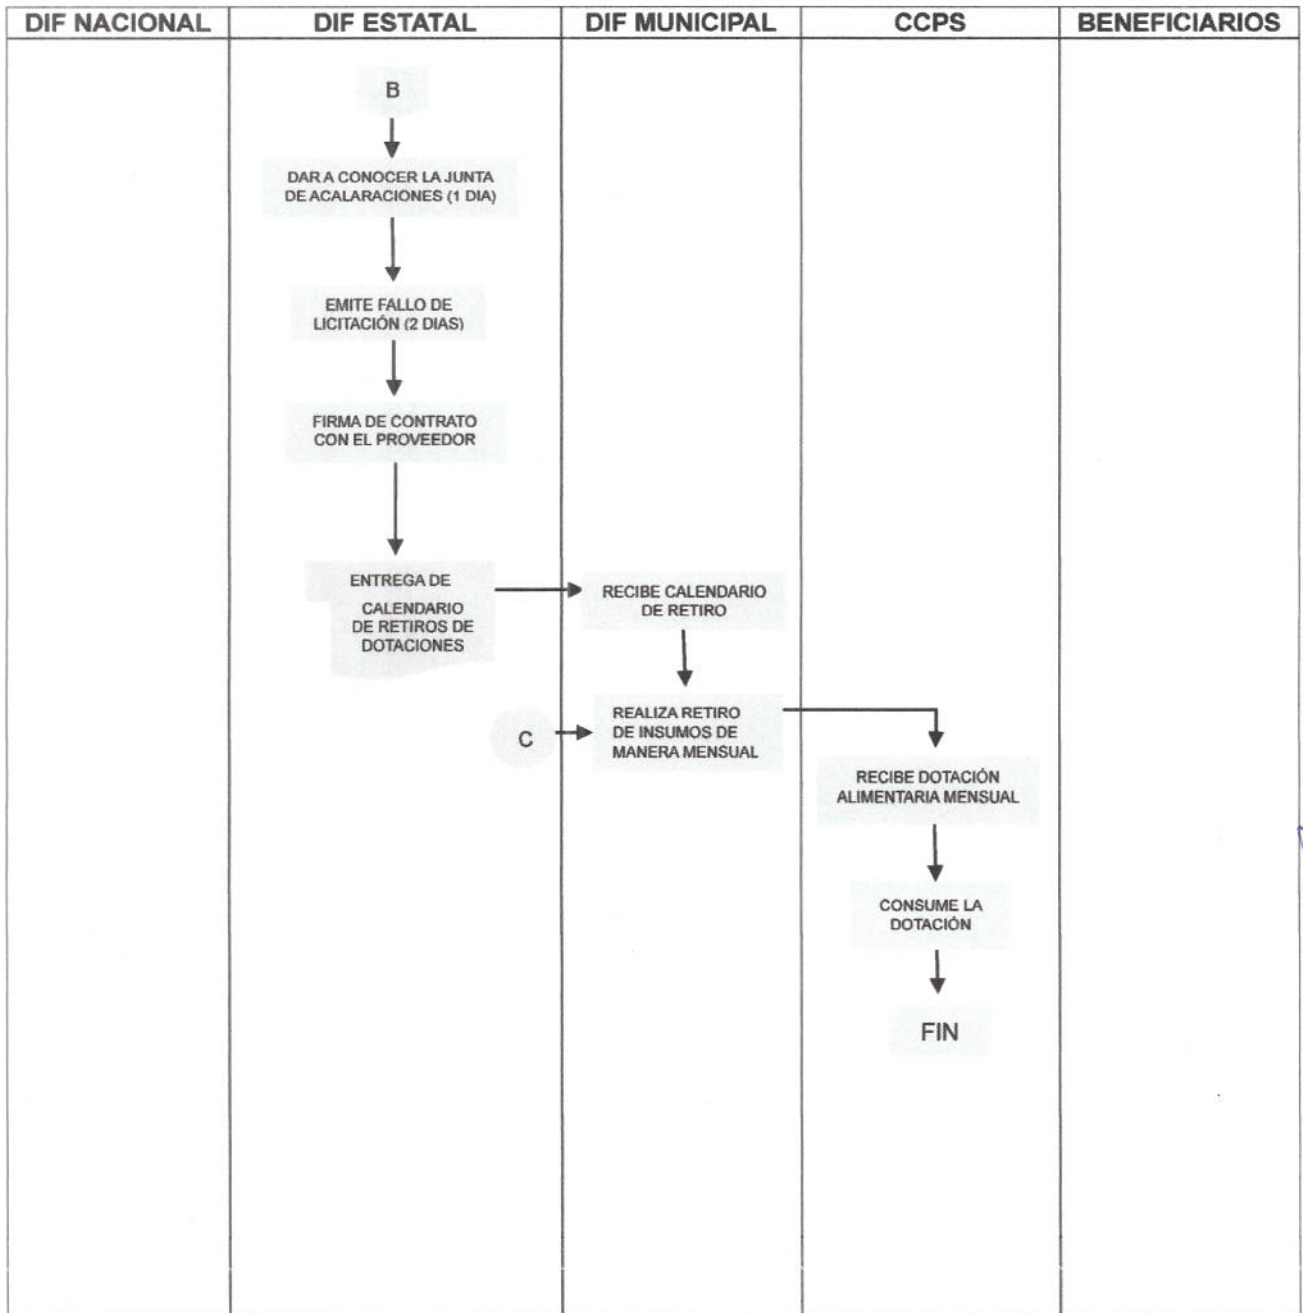 DIF NACIONAL
DIF ESTATAL
DIF MUNICIPAL
CCPS
BENEFICIARIOS
B
DAR A CONOCER LA JUNTA
DE ACALARACIONES (1 DIA)
EMITE FALLO DE
LICITACIÓN (2 DIAS)
FIRMA DE CONTRATO
CON EL PROVEEDOR
ENTREGA DE
CALENDARIO
DE RETIROS DE
DOTACIONES
RECIBE CALENDARIO
DE RETIRO
C
REALIZA RETIRO
DE INSUMOS DE
MANERA MENSUAL
RECIBE DOTACIÓN
ALIMENTARIA MENSUAL
CONSUME LA
DOTACIÓN
FIN